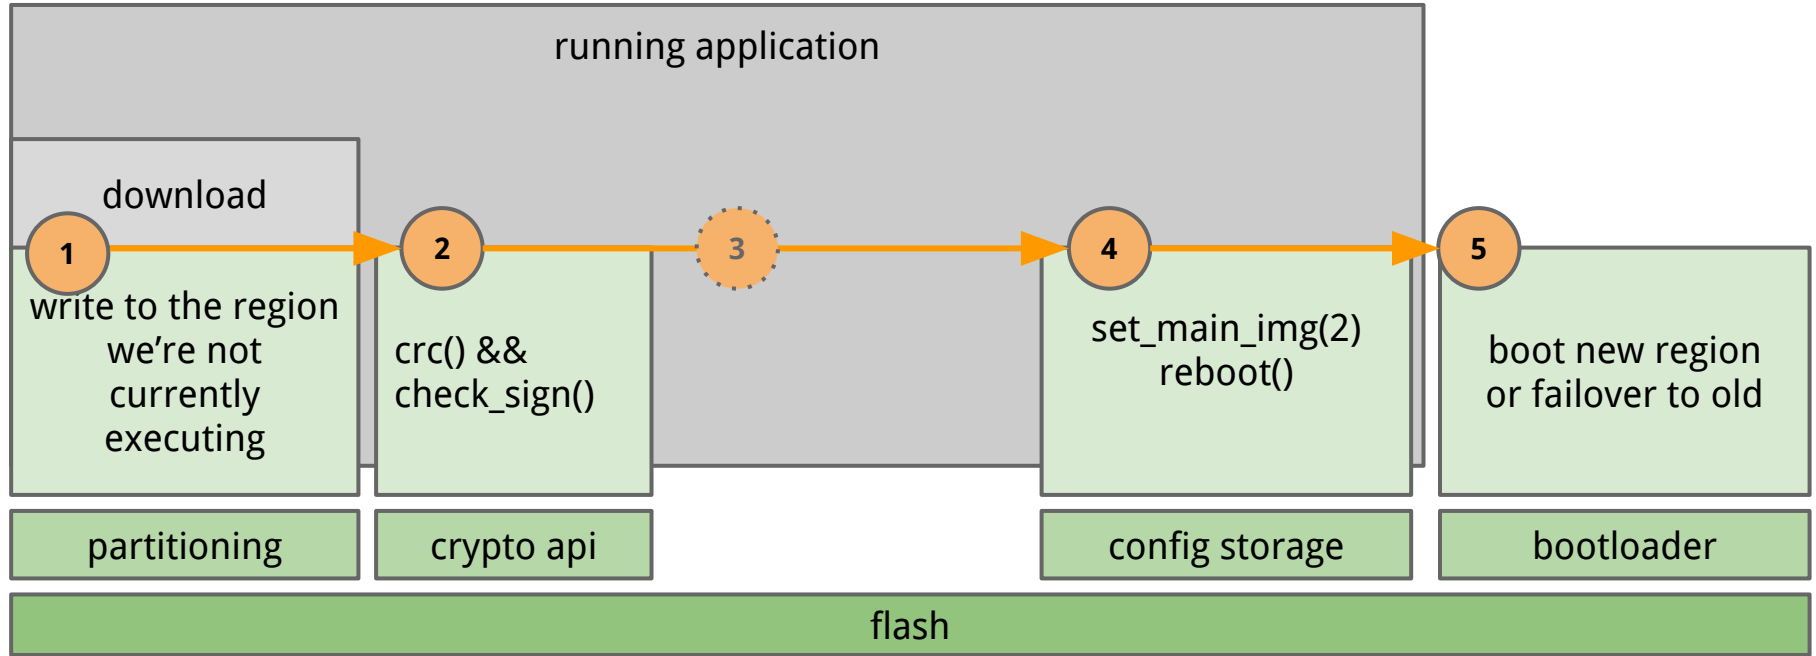 running application
download
1
2
3
4
5
write to the region
we’re not
currently
executing
crc() &&
check_sign()
set_main_img(2)
reboot()
boot new region
or failover to old
partitioning
crypto api
config storage
bootloader
flash